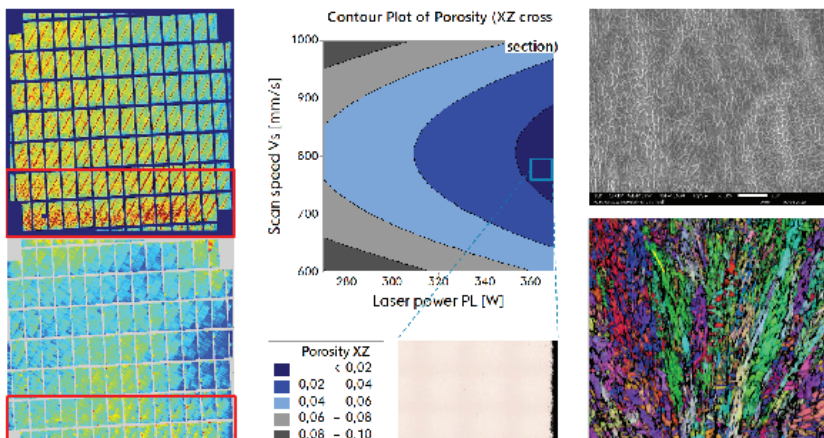 Contour Plot of Porosity (XZ cross
section)
Scan speed Vs [mm/s]
1000
900
800
700
600
280 300 320 340 360
Laser power PL [W]
Porosity XZ
< 0,02
0,02 0,04
0,04 0,06
0,06 – 0,08
0,08 – 0,10